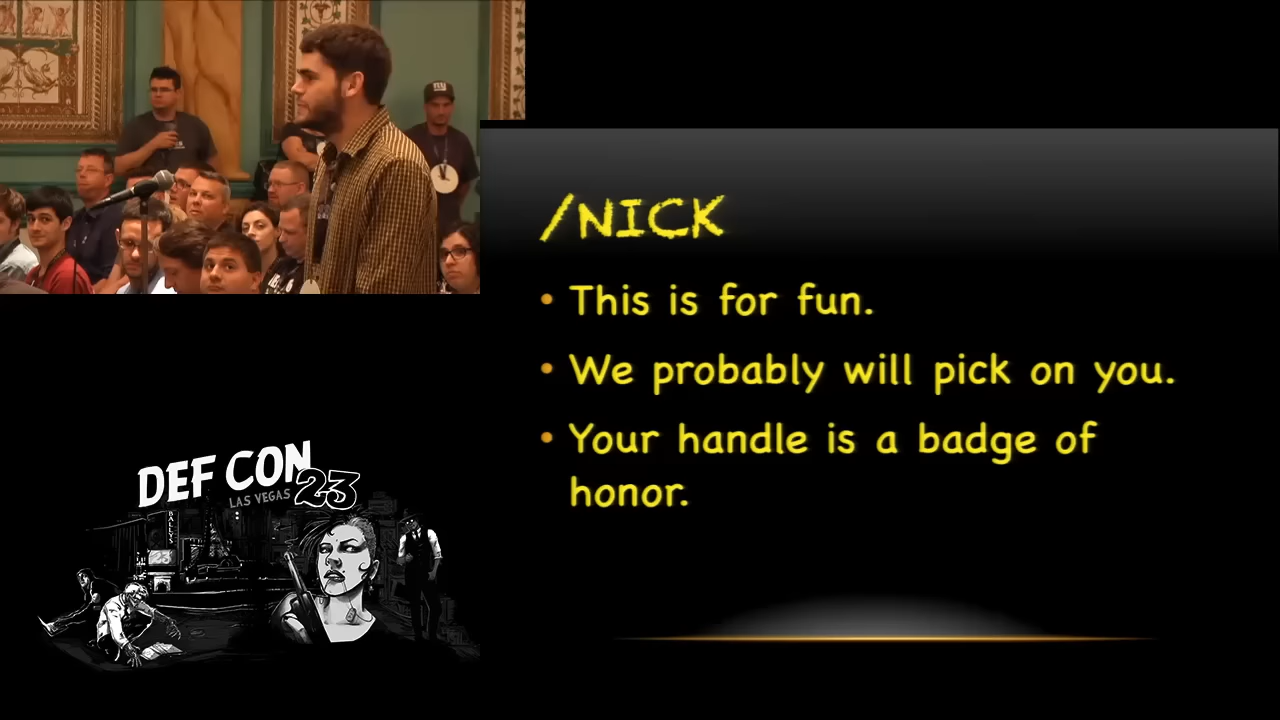 /NICK
• This is for fun.
• We probably will pick on you.
• Your handle is a badge of
honor.
DEF CON
LAS VEGAS 23
BALLYS